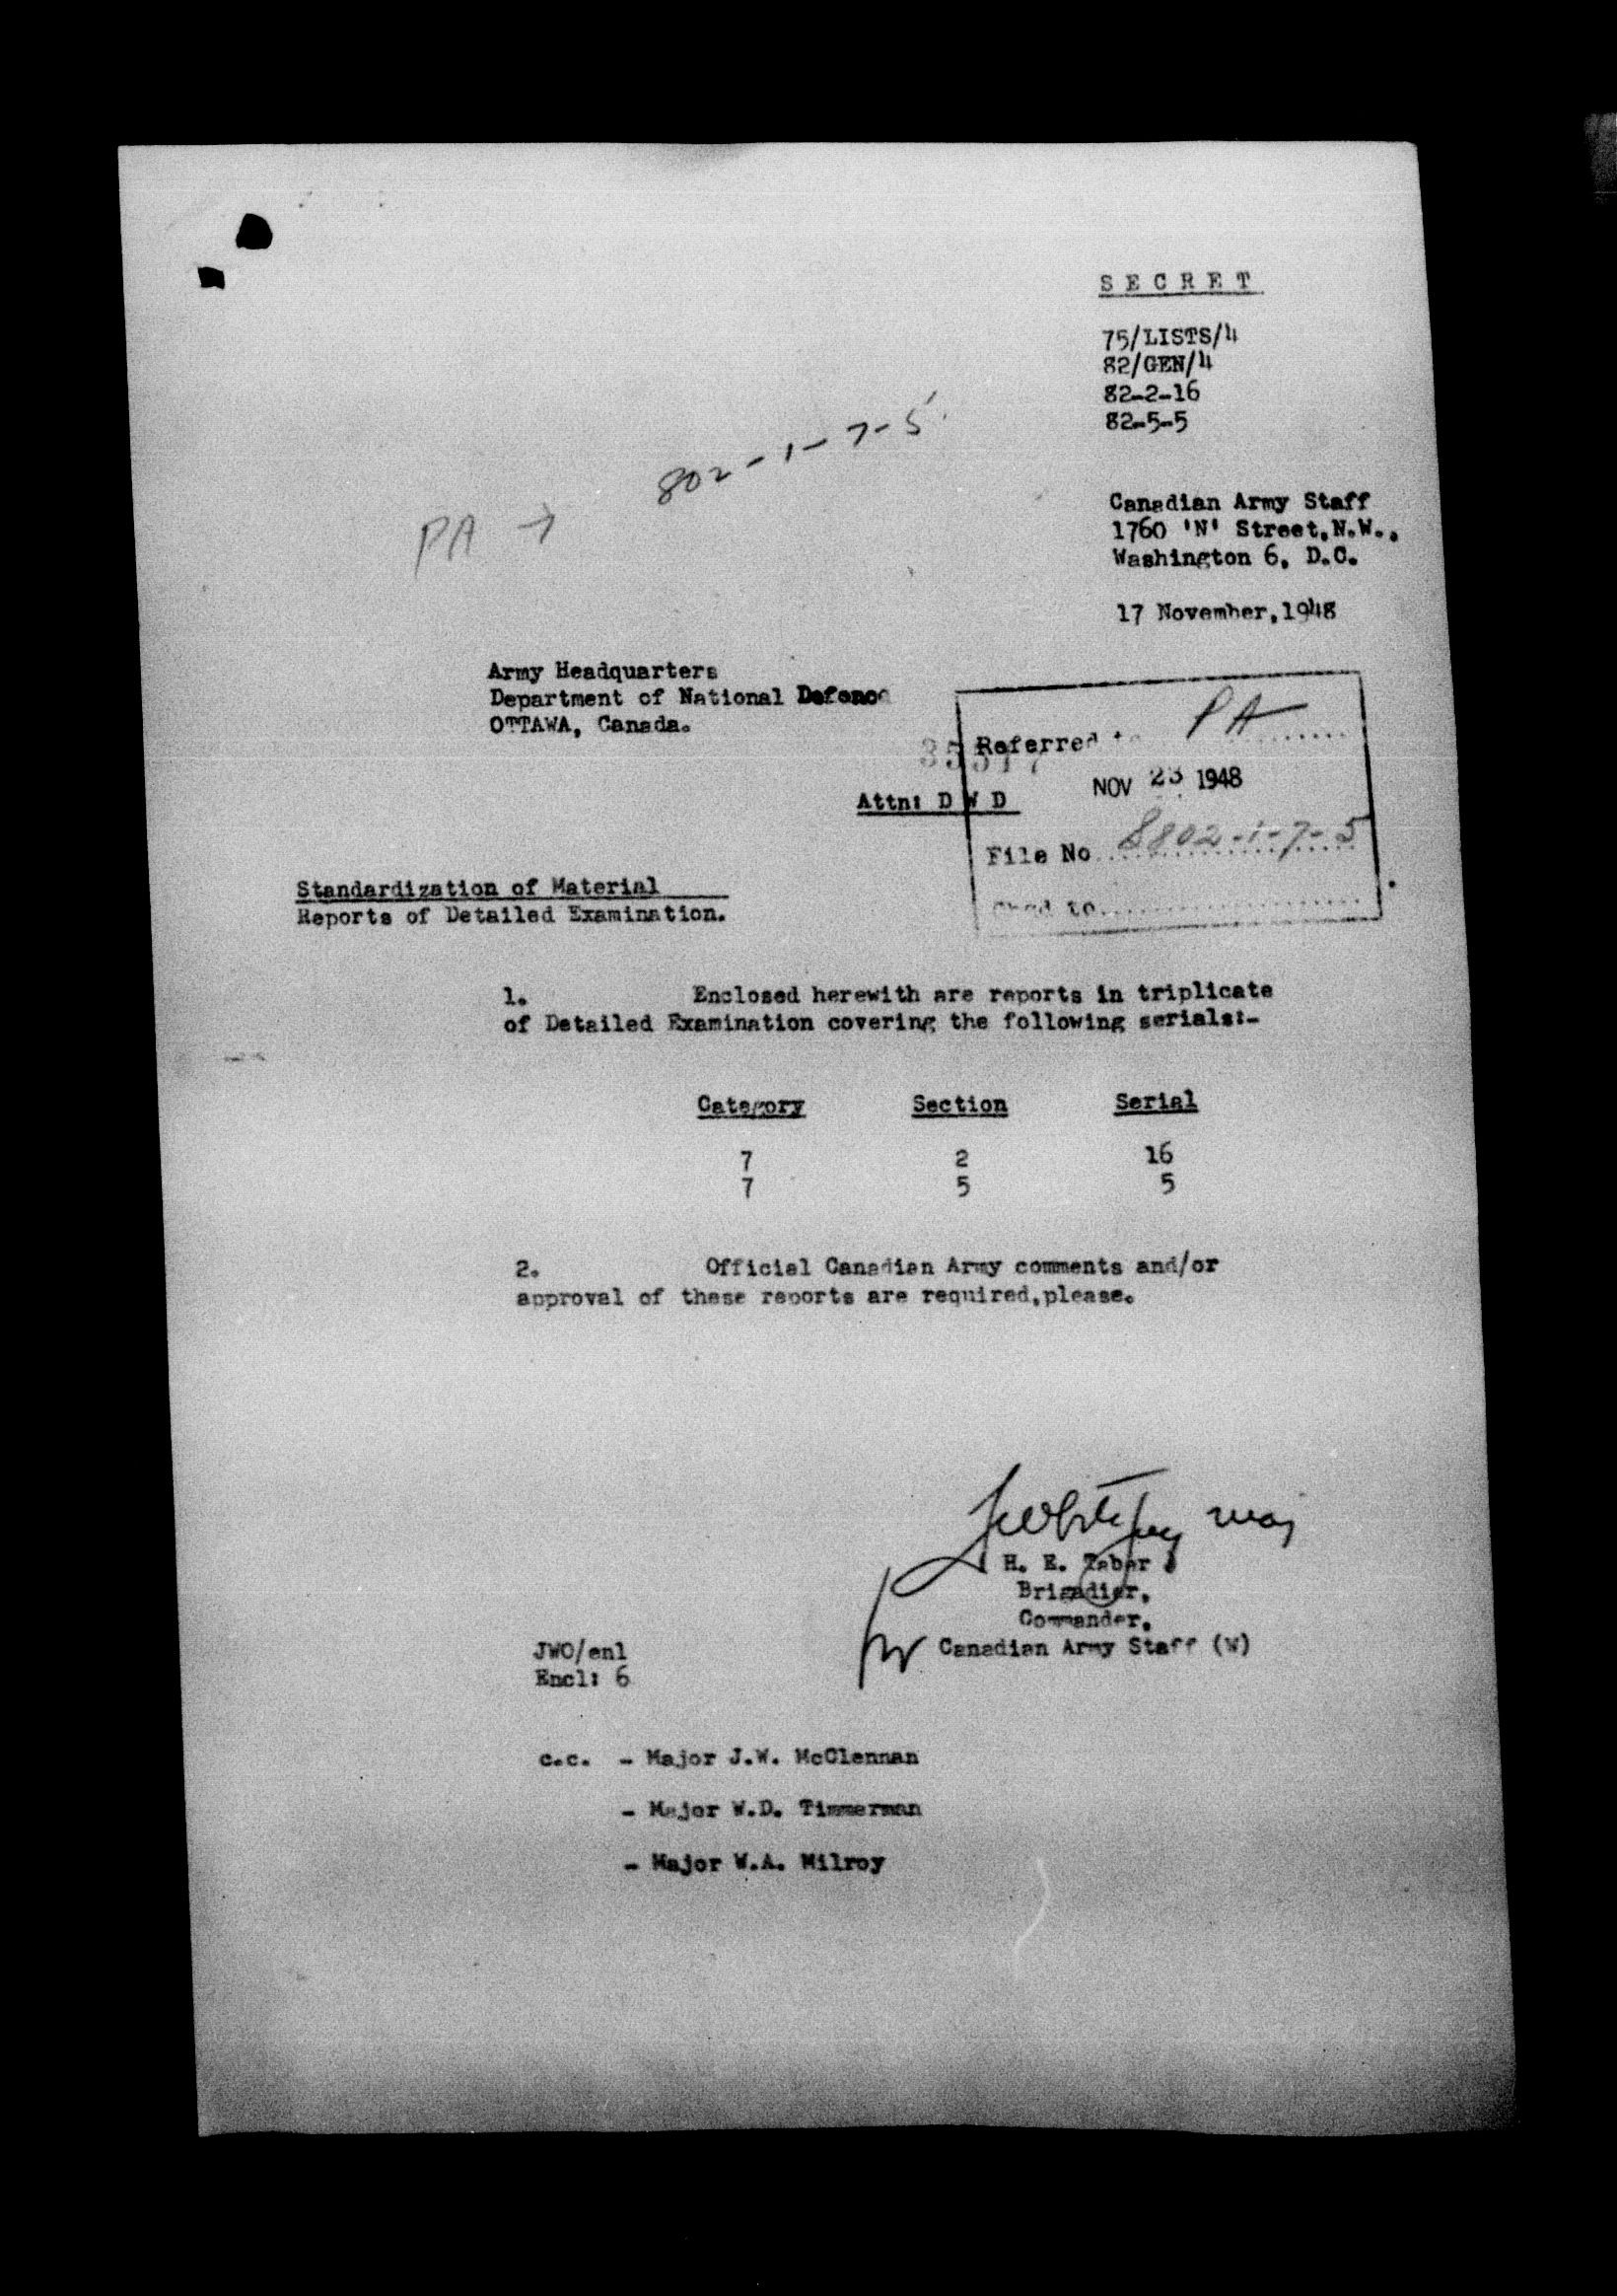 S E C R E T
75/LISTS/4
82/GEN/4
82-2-16
82-5-5
802-1-7-5
PA →
Canadian Army Staff
1760 'N' Street,N.W.,
Washington 6, D.C.
17 November,1948
Army Headquarters
Department of National Defence
OTTAWA, Canada.
Referred to PA
Attn: D W D
NOV 23 1948
File No 8802-1-7-5
Standardization of Material
Reports of Detailed Examination.
1. Enclosed herewith are reports in triplicate
of Detailed Examination covering the following serials:-
Category Section Serial
7 2 16
7 5 5
2. Official Canadian Army comments and/or
approval of these reports are required,please.
Maj
H. E. Taber
Brigadier,
Commander,
Canadian Army Staff (W)
JWO/enl
Encl: 6
c.c. - Major J.W. McClennan
- Major W.D. Timmerman
- Major W.A. Milroy